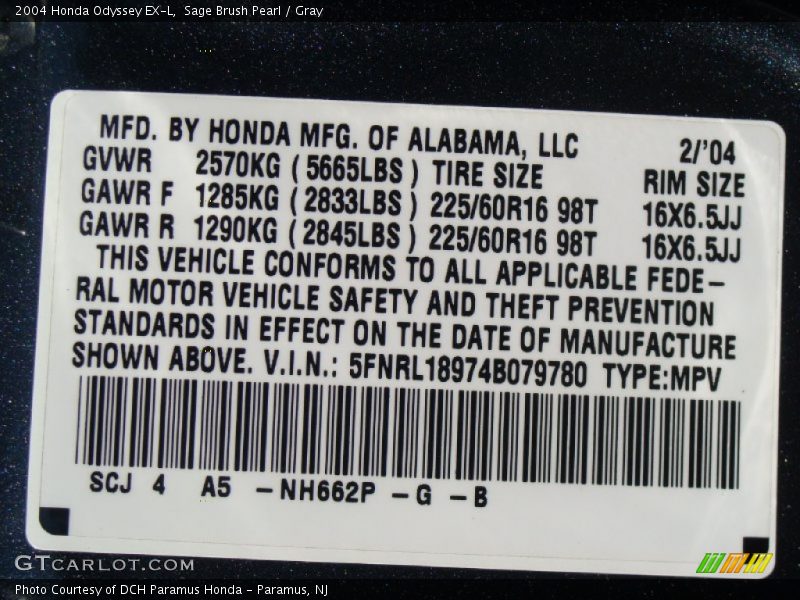 2004 Honda Odyssey EX-L, Sage Brush Pearl / Gray
MFD. BY HONDA MFG. OF ALABAMA, LLC 2/'04
GVWR 2570KG (5665LBS) TIRE SIZE RIM SIZE
GAWR F 1285KG (2833LBS) 225/60R16 98T 16X6.5JJ
GAWR R 1290KG (2845LBS) 225/60R16 98T 16X6.5JJ
THIS VEHICLE CONFORMS TO ALL APPLICABLE FEDE-
RAL MOTOR VEHICLE SAFETY AND THEFT PREVENTION
STANDARDS IN EFFECT ON THE DATE OF MANUFACTURE
SHOWN ABOVE. V.I.N.: 5FNRL18974B079780 TYPE:MPV
SCJ 4 A5 -NH662P -G -B
GTCARLOT.COM
Photo Courtesy of DCH Paramus Honda - Paramus, NJ